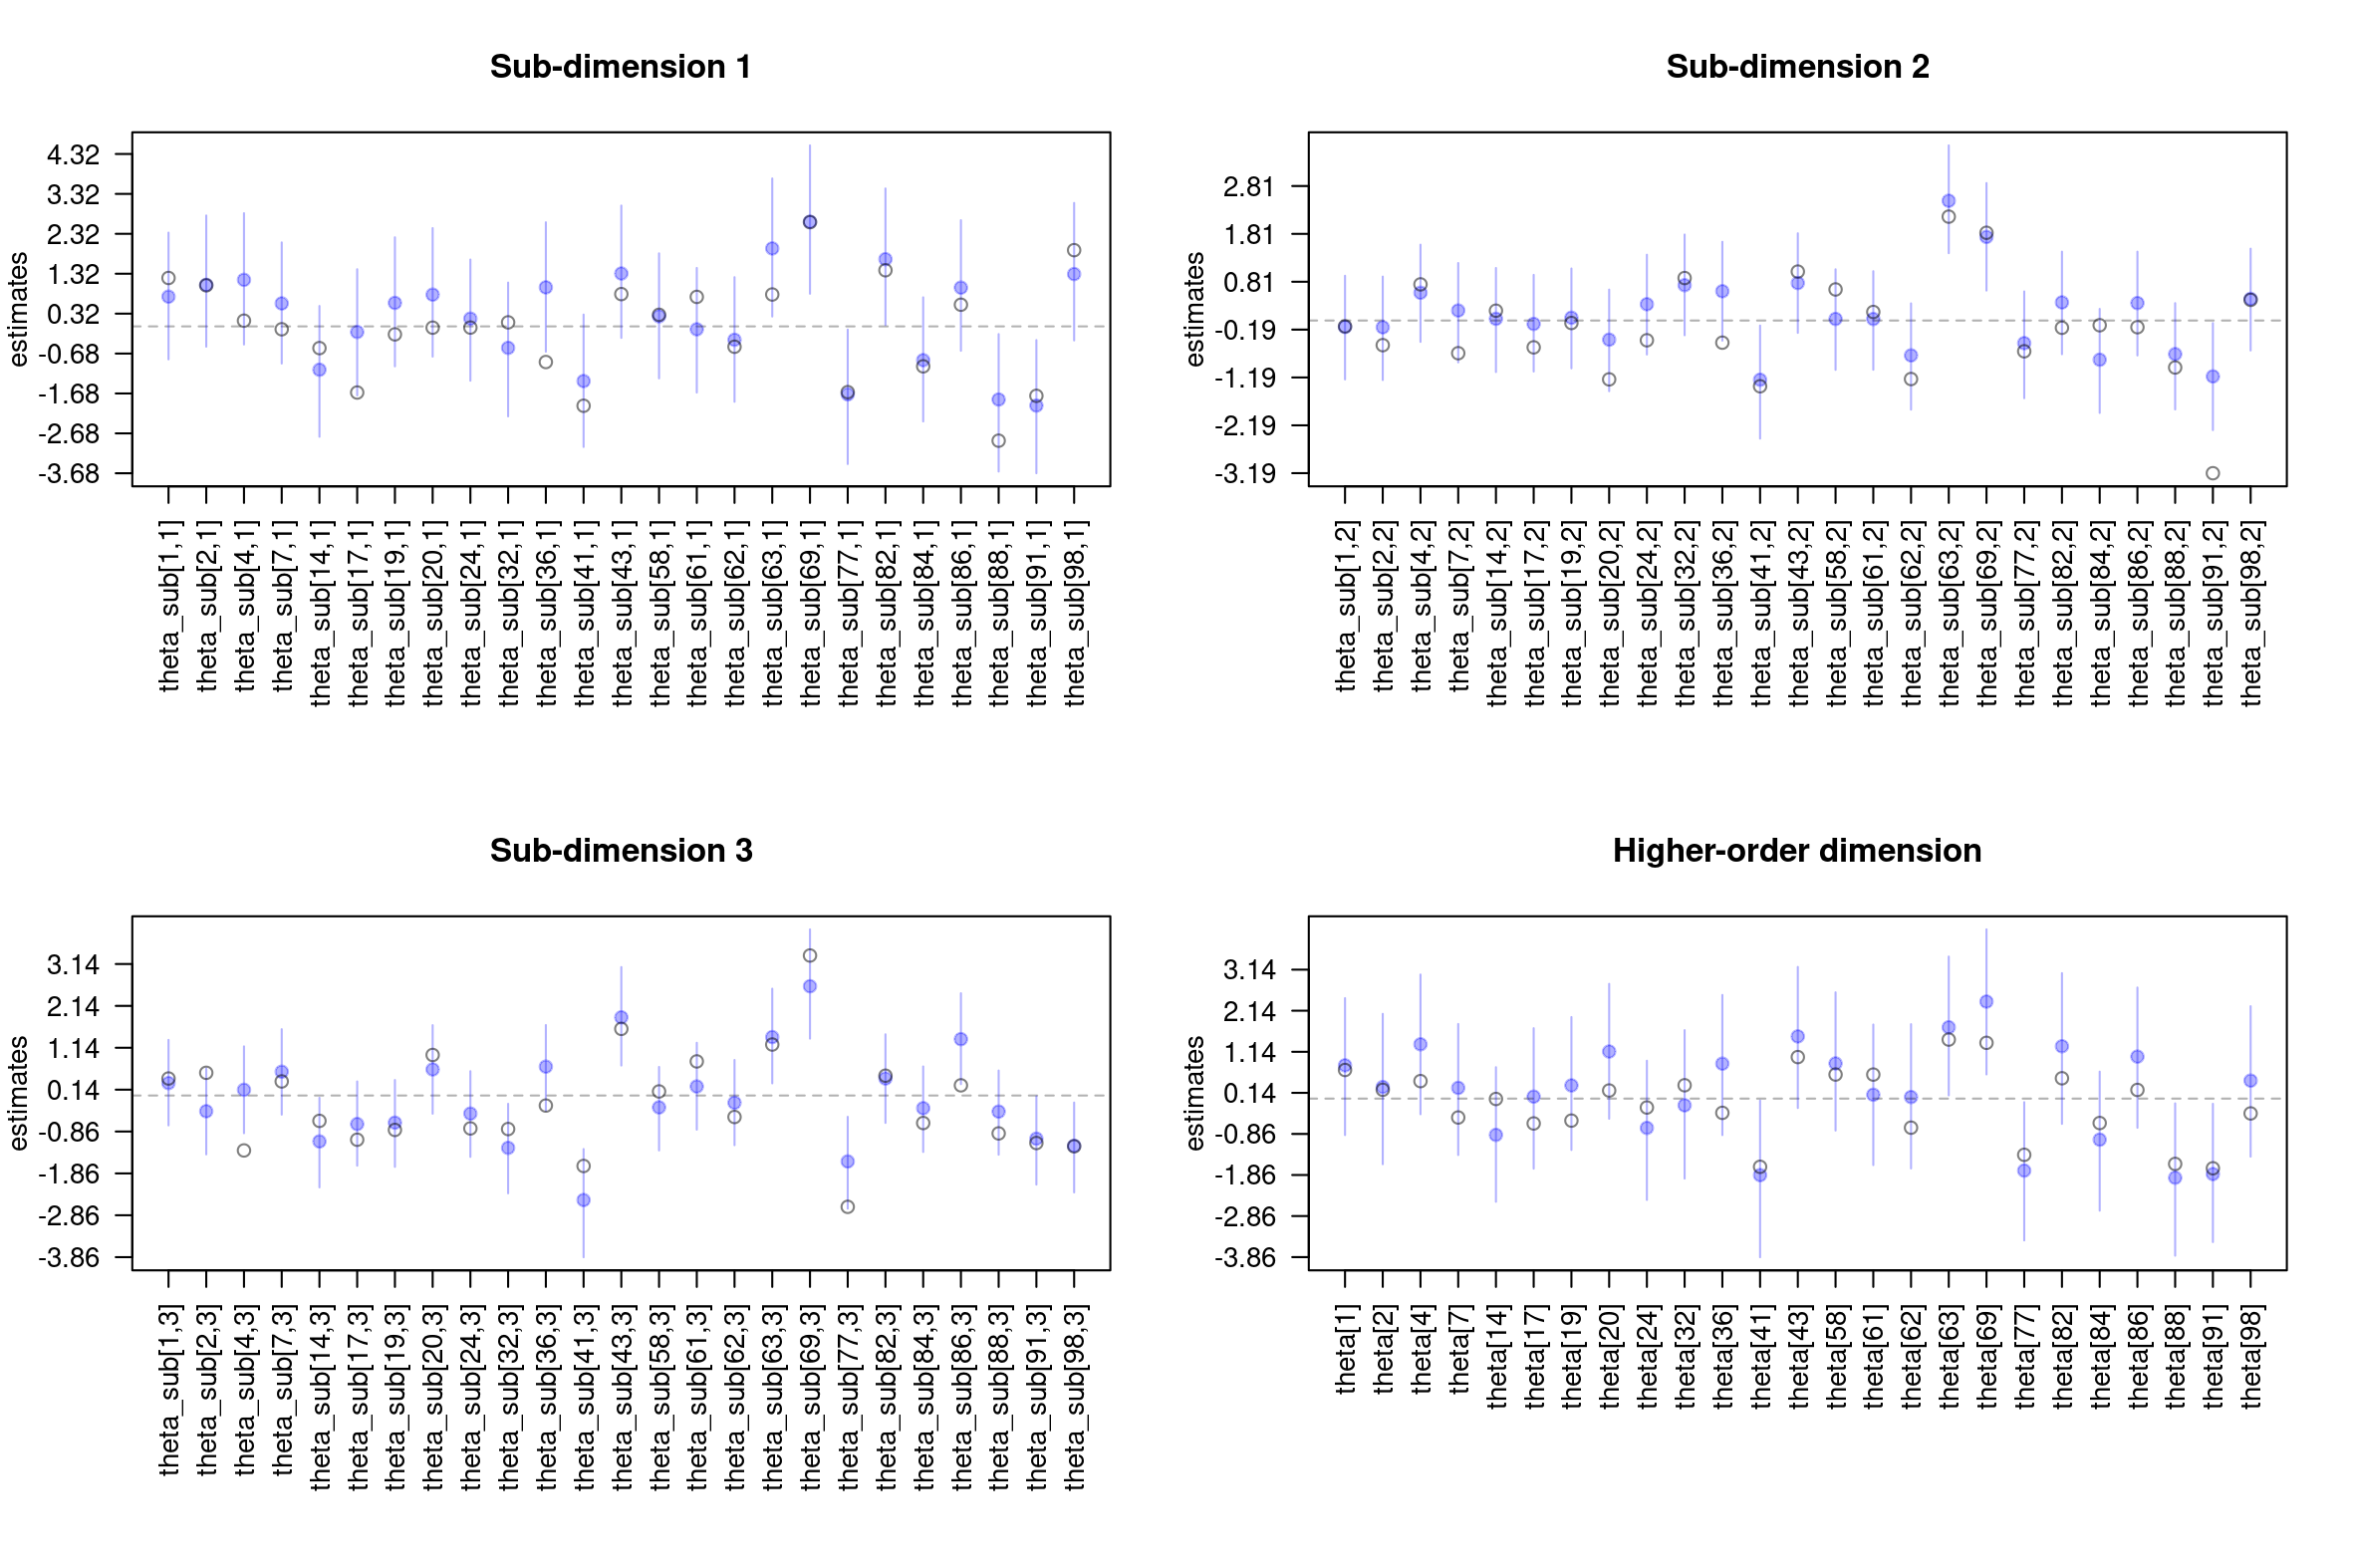 Sub-dimension 1
estimates
4.32
3.32
2.32
1.32
0.32
-0.68
-1.68
-2.68
-3.68
theta_sub[1,1]
theta_sub[2,1]
theta_sub[4,1]
theta_sub[7,1]
theta_sub[14,1]
theta_sub[17,1]
theta_sub[19,1]
theta_sub[20,1]
theta_sub[24,1]
theta_sub[32,1]
theta_sub[36,1]
theta_sub[41,1]
theta_sub[43,1]
theta_sub[58,1]
theta_sub[61,1]
theta_sub[62,1]
theta_sub[63,1]
theta_sub[69,1]
theta_sub[77,1]
theta_sub[82,1]
theta_sub[84,1]
theta_sub[86,1]
theta_sub[88,1]
theta_sub[91,1]
theta_sub[98,1]
Sub-dimension 2
estimates
2.81
1.81
0.81
-0.19
-1.19
-2.19
-3.19
theta_sub[1,2]
theta_sub[2,2]
theta_sub[4,2]
theta_sub[7,2]
theta_sub[14,2]
theta_sub[17,2]
theta_sub[19,2]
theta_sub[20,2]
theta_sub[24,2]
theta_sub[32,2]
theta_sub[36,2]
theta_sub[41,2]
theta_sub[43,2]
theta_sub[58,2]
theta_sub[61,2]
theta_sub[62,2]
theta_sub[63,2]
theta_sub[69,2]
theta_sub[77,2]
theta_sub[82,2]
theta_sub[84,2]
theta_sub[86,2]
theta_sub[88,2]
theta_sub[91,2]
theta_sub[98,2]
Sub-dimension 3
estimates
3.14
2.14
1.14
0.14
-0.86
-1.86
-2.86
-3.86
theta_sub[1,3]
theta_sub[2,3]
theta_sub[4,3]
theta_sub[7,3]
theta_sub[14,3]
theta_sub[17,3]
theta_sub[19,3]
theta_sub[20,3]
theta_sub[24,3]
theta_sub[32,3]
theta_sub[36,3]
theta_sub[41,3]
theta_sub[43,3]
theta_sub[58,3]
theta_sub[61,3]
theta_sub[62,3]
theta_sub[63,3]
theta_sub[69,3]
theta_sub[77,3]
theta_sub[82,3]
theta_sub[84,3]
theta_sub[86,3]
theta_sub[88,3]
theta_sub[91,3]
theta_sub[98,3]
Higher-order dimension
estimates
3.14
2.14
1.14
0.14
-0.86
-1.86
-2.86
-3.86
theta[1]
theta[2]
theta[4]
theta[7]
theta[14]
theta[17]
theta[19]
theta[20]
theta[24]
theta[32]
theta[36]
theta[41]
theta[43]
theta[58]
theta[61]
theta[62]
theta[63]
theta[69]
theta[77]
theta[82]
theta[84]
theta[86]
theta[88]
theta[91]
theta[98]